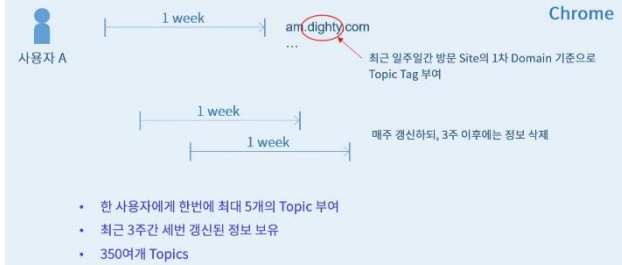 Chrome
1 week
am.dighty.com
...
사용자 A
최근 일주일간 방문 Site의 1차 Domain 기준으로
Topic Tag 부여
1 week
1 week
매주 갱신하되, 3주 이후에는 정보 삭제
• 한 사용자에게 한번에 최대 5개의 Topic 부여
• 최근 3주간 세번 갱신된 정보 보유
• 350여개 Topics